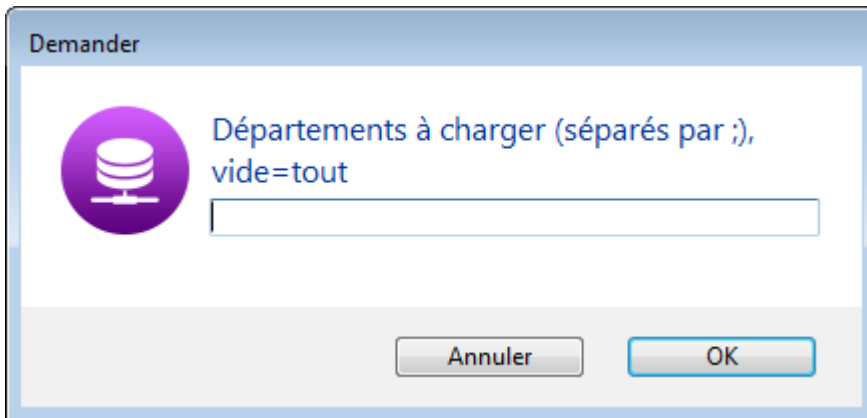 Demander
Départements à charger (séparés par ;),
vide=tout
Annuler
OK